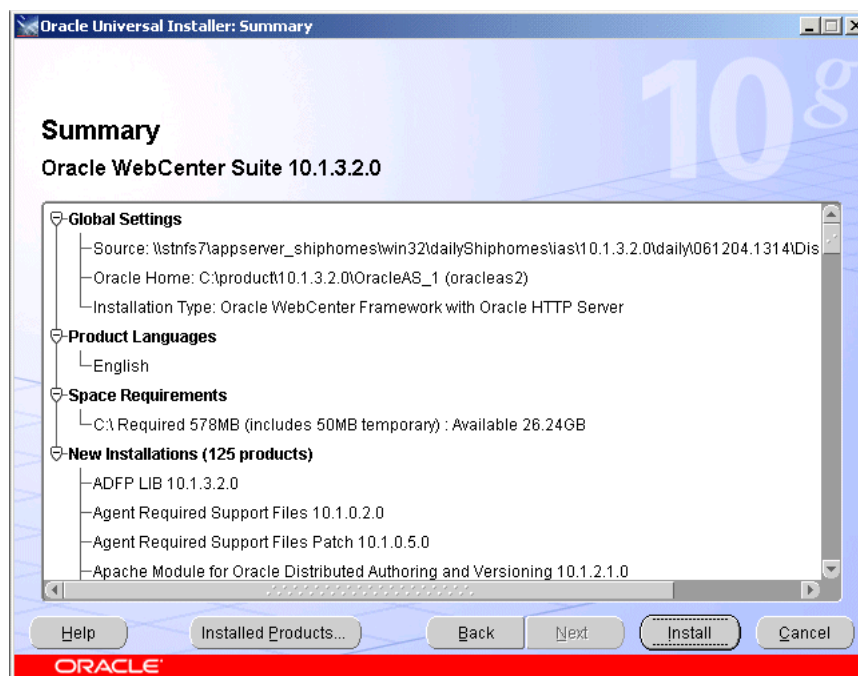 Oracle Universal Installer: Summary
10g
Summary
Oracle WebCenter Suite 10.1.3.2.0
Global Settings
Source: \\stnfs7\appserver_shiphomes\win32\dailyShiphomes\ias\10.1.3.2.0\daily\061204.1314\Dis
Oracle Home: C:\product\10.1.3.2.0\OracleAS_1 (oracleas2)
Installation Type: Oracle WebCenter Framework with Oracle HTTP Server
Product Languages
English
Space Requirements
C:\ Required 578MB (includes 50MB temporary) : Available 26.24GB
New Installations (125 products)
ADFP LIB 10.1.3.2.0
Agent Required Support Files 10.1.0.2.0
Agent Required Support Files Patch 10.1.0.5.0
Apache Module for Oracle Distributed Authoring and Versioning 10.1.2.1.0
Help Installed Products... Back Next Install Cancel
ORACLE